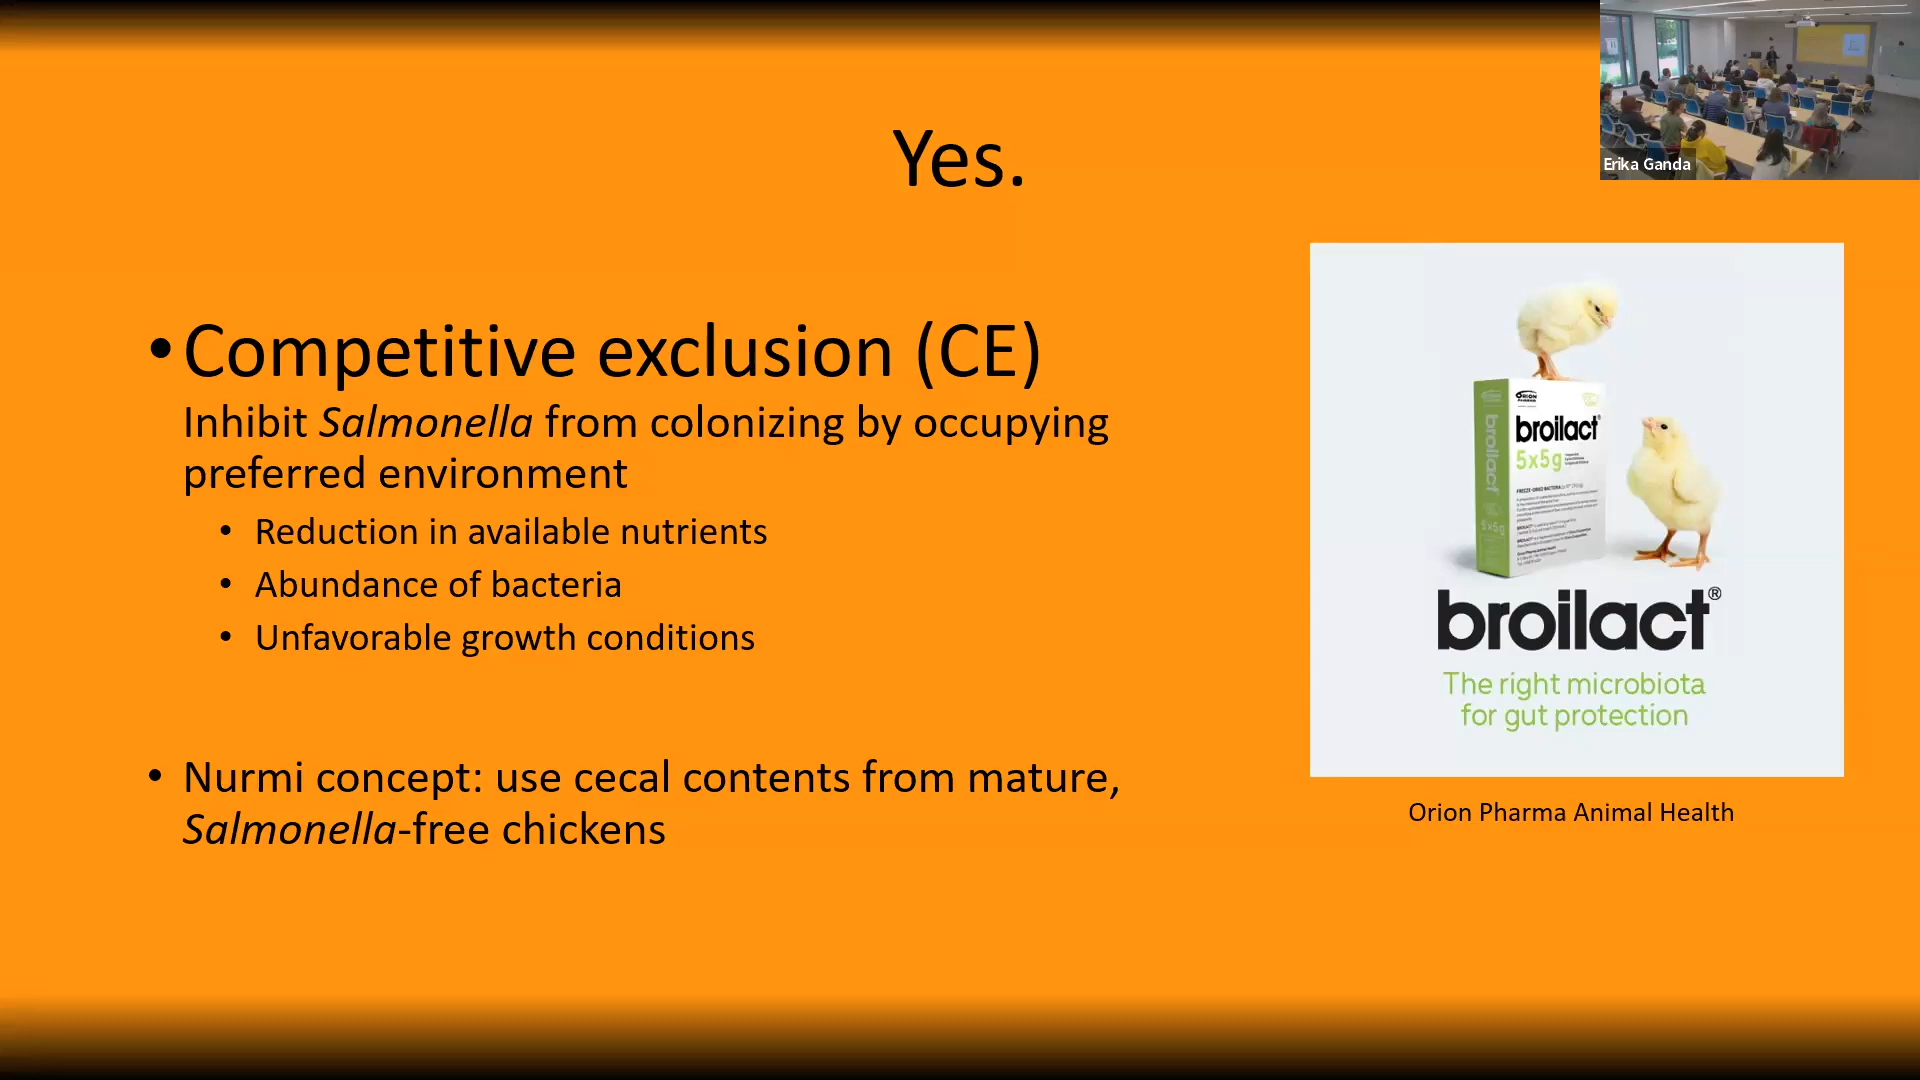 Yes.
Erika Ganda
• Competitive exclusion (CE)
Inhibit Salmonella from colonizing by occupying
preferred environment
• Reduction in available nutrients
• Abundance of bacteria
• Unfavorable growth conditions
• Nurmi concept: use cecal contents from mature,
Salmonella-free chickens
ORION
broilact®
5x5g
broilact
5x5g
broilact®
The right microbiota
for gut protection
Orion Pharma Animal Health